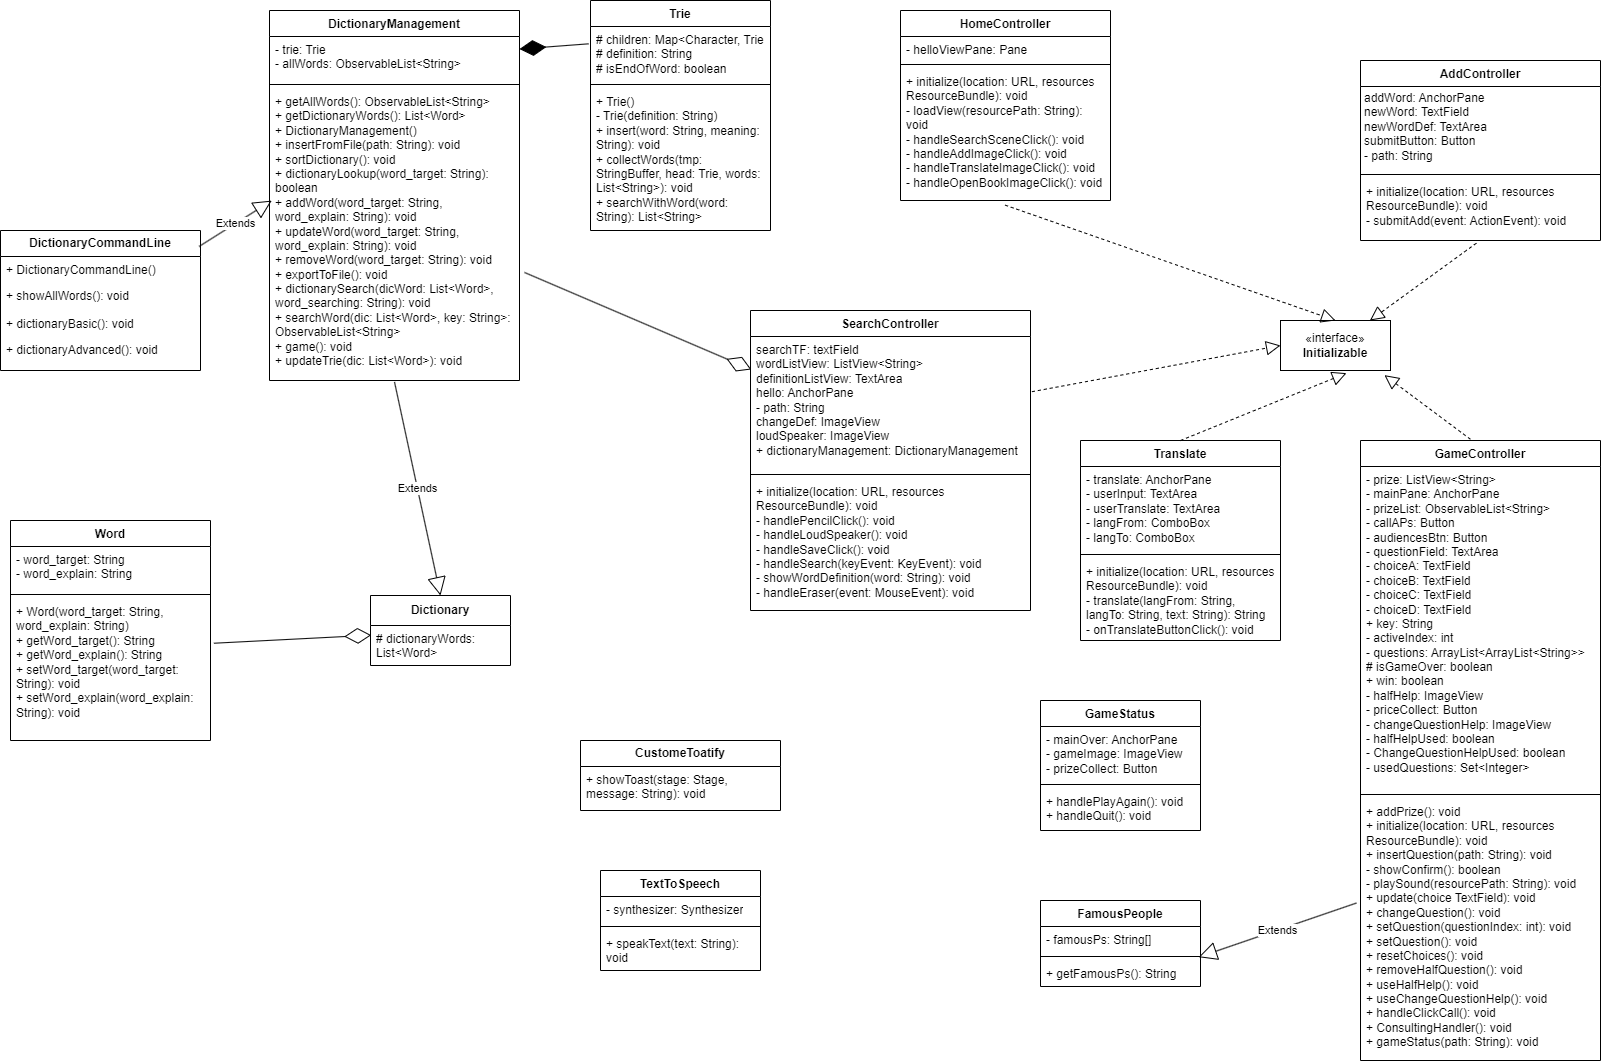 DictionaryManagement
- trie: Trie
- allWords: ObservableList<String>
+ getAllWords(): ObservableList<String>
+ getDictionaryWords(): List<Word>
+ DictionaryManagement()
+ insertFromFile(path: String): void
+ sortDictionary(): void
+ dictionaryLookup(word_target: String):
boolean
+ addWord(word_target: String,
word_explain: String): void
+ updateWord(word_target: String,
word_explain: String): void
+ removeWord(word_target: String): void
+ exportToFile(): void
+ dictionarySearch(dicWord: List<Word>,
word_searching: String): void
+ searchWord(dic: List<Word>, key: String>:
ObservableList<String>
+ game(): void
+ updateTrie(dic: List<Word>): void
Trie
# children: Map<Character, Trie
# definition: String
# isEndOfWord: boolean
+ Trie()
- Trie(definition: String)
+ insert(word: String, meaning:
String): void
+ collectWords(tmp:
StringBuffer, head: Trie, words:
List<String>): void
+ searchWithWord(word:
String): List<String>
HomeController
- helloViewPane: Pane
+ initialize(location: URL, resources
ResourceBundle): void
- loadView(resourcePath: String):
void
- handleSearchSceneClick(): void
- handleAddImageClick(): void
- handleTranslateImageClick(): void
- handleOpenBookImageClick(): void
AddController
addWord: AnchorPane
newWord: TextField
newWordDef: TextArea
submitButton: Button
- path: String
+ initialize(location: URL, resources
ResourceBundle): void
- submitAdd(event: ActionEvent): void
Extends
DictionaryCommandLine
+ DictionaryCommandLine()
+ showAllWords(): void
+ dictionaryBasic(): void
+ dictionaryAdvanced(): void
SearchController
searchTF: textField
wordListView: ListView<String>
definitionListView: TextArea
hello: AnchorPane
- path: String
changeDef: ImageView
loudSpeaker: ImageView
+ dictionaryManagement: DictionaryManagement
+ initialize(location: URL, resources
ResourceBundle): void
- handlePencilClick(): void
- handleLoudSpeaker(): void
- handleSaveClick(): void
- handleSearch(keyEvent: KeyEvent): void
- showWordDefinition(word: String): void
- handleEraser(event: MouseEvent): void
«interface»
Initializable
Translate
- translate: AnchorPane
- userInput: TextArea
- userTranslate: TextArea
- langFrom: ComboBox
- langTo: ComboBox
+ initialize(location: URL, resources
ResourceBundle): void
- translate(langFrom: String,
langTo: String, text: String): String
- onTranslateButtonClick(): void
GameController
- prize: ListView<String>
- mainPane: AnchorPane
- prizeList: ObservableList<String>
- callAPs: Button
- audiencesBtn: Button
- questionField: TextArea
- choiceA: TextField
- choiceB: TextField
- choiceC: TextField
- choiceD: TextField
+ key: String
- activeIndex: int
- questions: ArrayList<ArrayList<String>>
# isGameOver: boolean
+ win: boolean
- halfHelp: ImageView
- priceCollect: Button
- changeQuestionHelp: ImageView
- halfHelpUsed: boolean
- ChangeQuestionHelpUsed: boolean
- usedQuestions: Set<Integer>
+ addPrize(): void
+ initialize(location: URL, resources
ResourceBundle): void
+ insertQuestion(path: String): void
- showConfirm(): boolean
- playSound(resourcePath: String): void
+ update(choice TextField): void
+ changeQuestion(): void
+ setQuestion(questionIndex: int): void
+ setQuestion(): void
+ resetChoices(): void
+ removeHalfQuestion(): void
+ useHalfHelp(): void
+ useChangeQuestionHelp(): void
+ handleClickCall(): void
+ ConsultingHandler(): void
+ gameStatus(path: String): void
Extends
Word
- word_target: String
- word_explain: String
+ Word(word_target: String,
word_explain: String)
+ getWord_target(): String
+ getWord_explain(): String
+ setWord_target(word_target:
String): void
+ setWord_explain(word_explain:
String): void
Dictionary
# dictionaryWords:
List<Word>
CustomeToatify
+ showToast(stage: Stage,
message: String): void
GameStatus
- mainOver: AnchorPane
- gameImage: ImageView
- prizeCollect: Button
+ handlePlayAgain(): void
+ handleQuit(): void
TextToSpeech
- synthesizer: Synthesizer
+ speakText(text: String):
void
FamousPeople
- famousPs: String[]
+ getFamousPs(): String
Extends